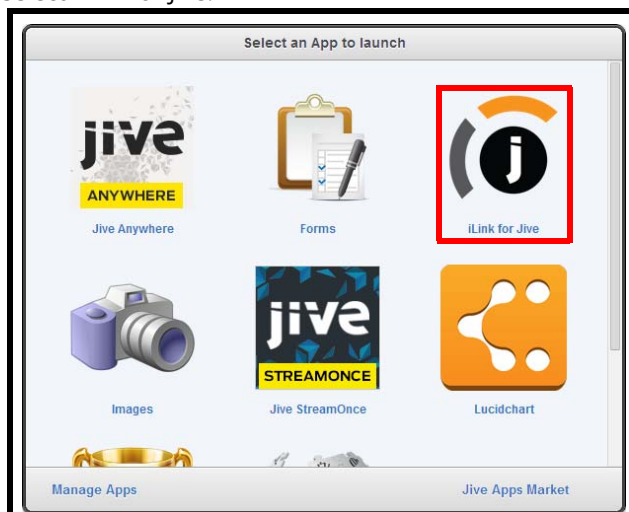 Select an App to launch
jive
ANYWHERE
Jive Anywhere
Forms
j
iLink for Jive
Images
jive
STREAMONCE
Jive StreamOnce
Lucidchart
Manage Apps
Jive Apps Market